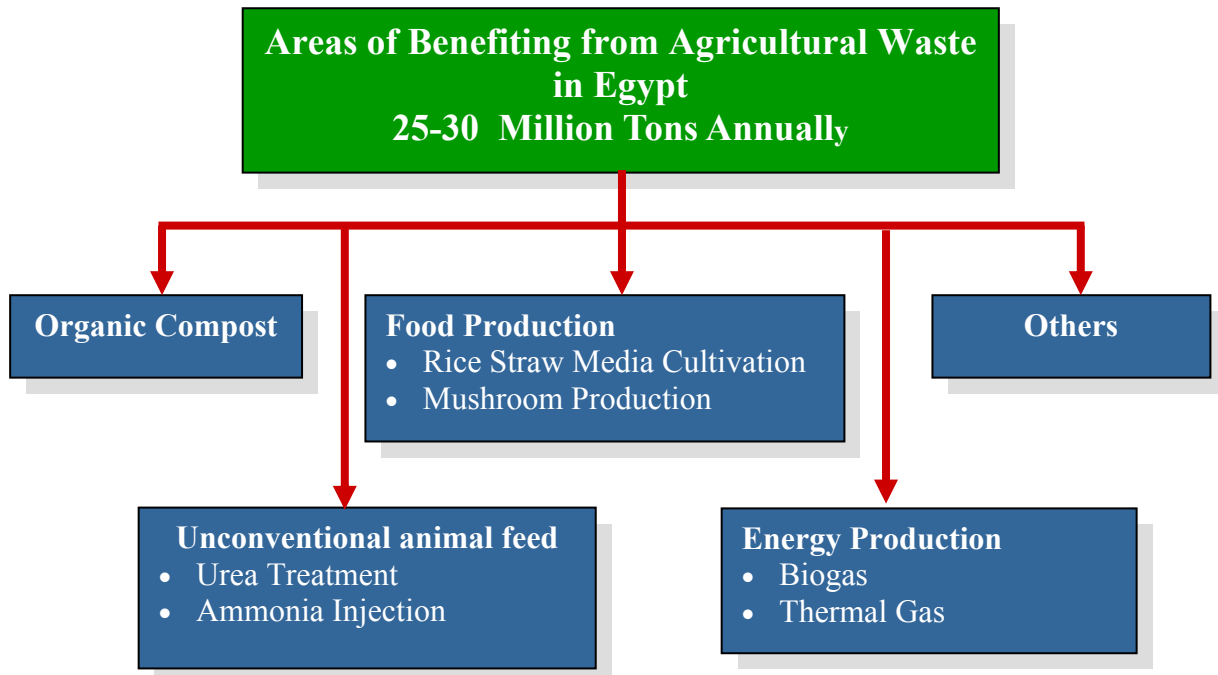 Areas of Benefiting from Agricultural Waste
in Egypt
25-30 Million Tons Annually
Organic Compost
Food Production
• Rice Straw Media Cultivation
• Mushroom Production
Others
Unconventional animal feed
• Urea Treatment
• Ammonia Injection
Energy Production
• Biogas
• Thermal Gas